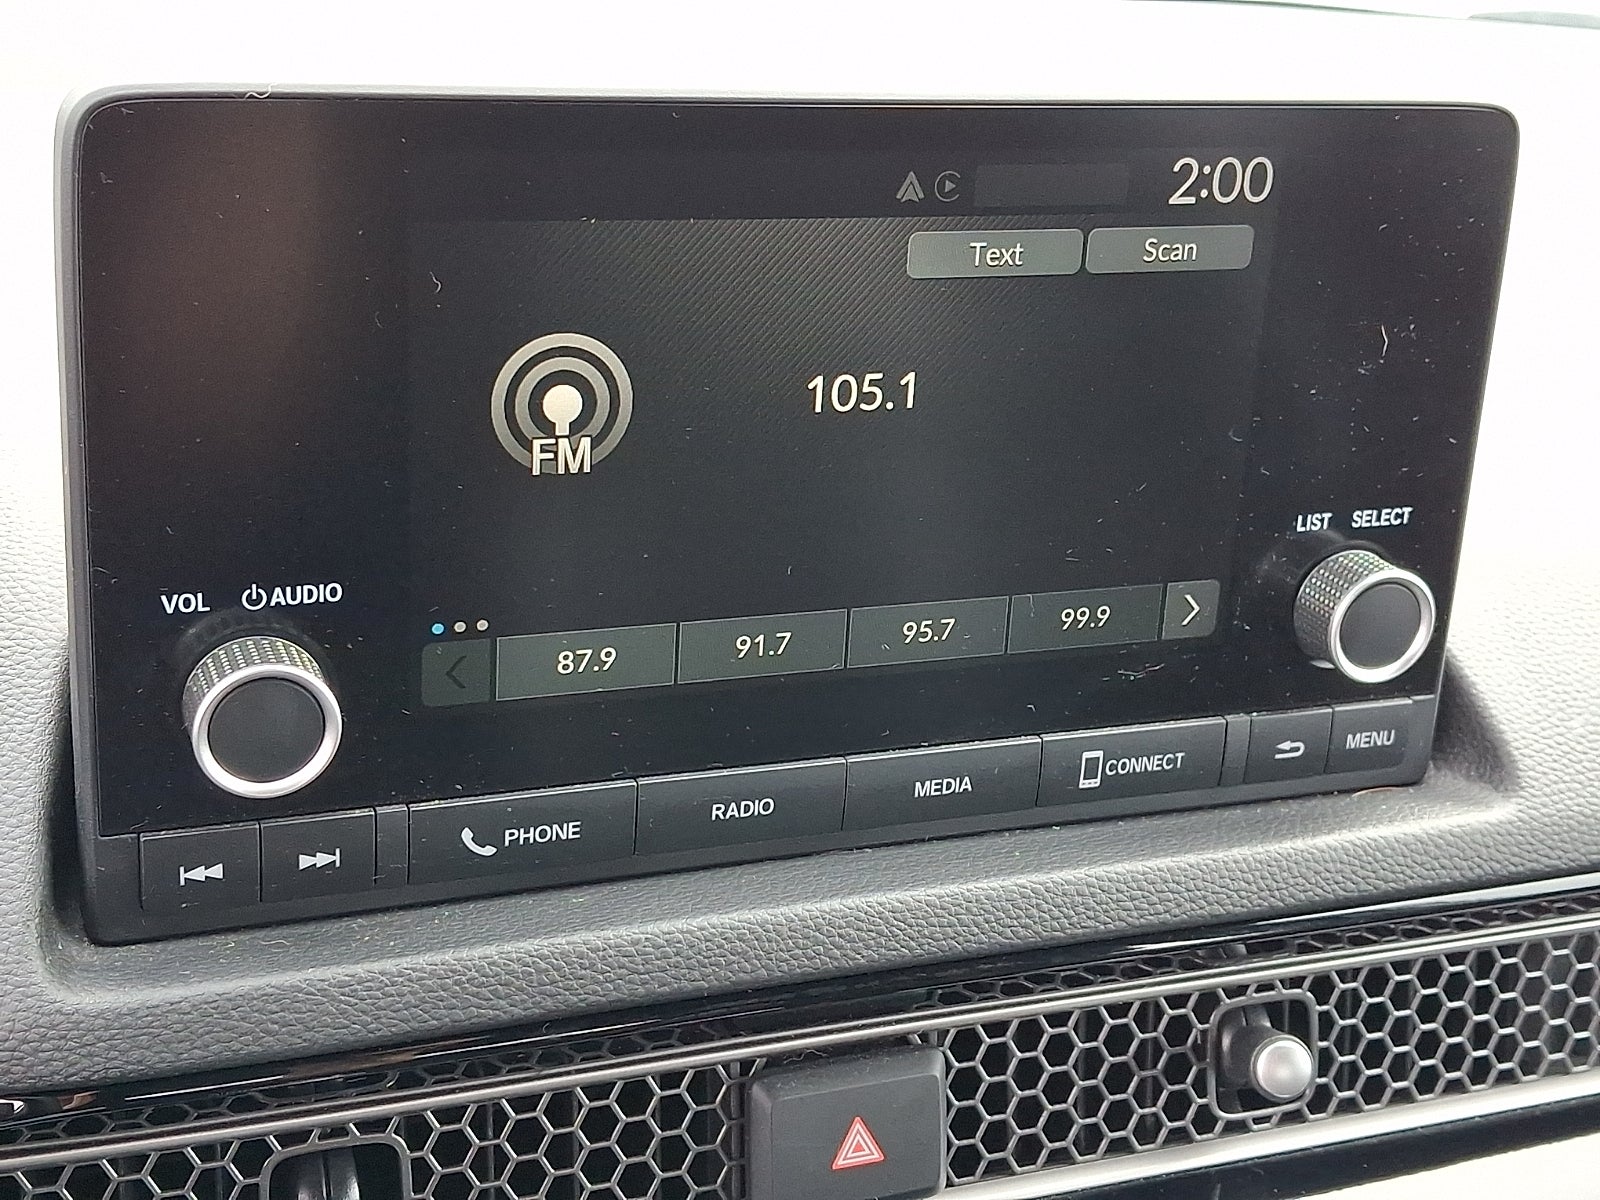 2:00
Text Scan
FM
105.1
LIST SELECT
VOL AUDIO
87.9 91.7 95.7 99.9
PHONE RADIO MEDIA CONNECT MENU